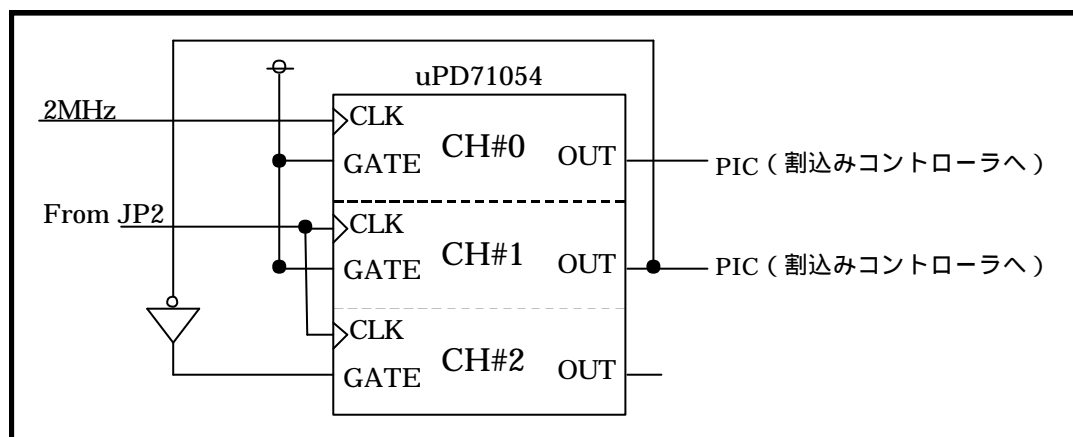 uPD71054
2MHz
CLK
CH#0
GATE
OUT
PIC(割込みコントローラへ)
From JP2
CLK
CH#1
GATE
OUT
PIC(割込みコントローラへ)
CLK
CH#2
GATE
OUT